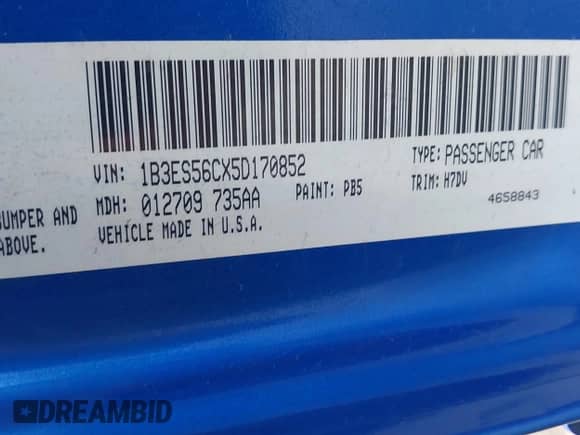 VIN: 1B3ES56CX5D170852
TYPE: PASSENGER CAR
MDH: 012709 735AA
PAINT: PB5
TRIM: H7DV
BUMPER AND
VEHICLE MADE IN U.S.A.
4658843
ABOVE.
DREAMBID